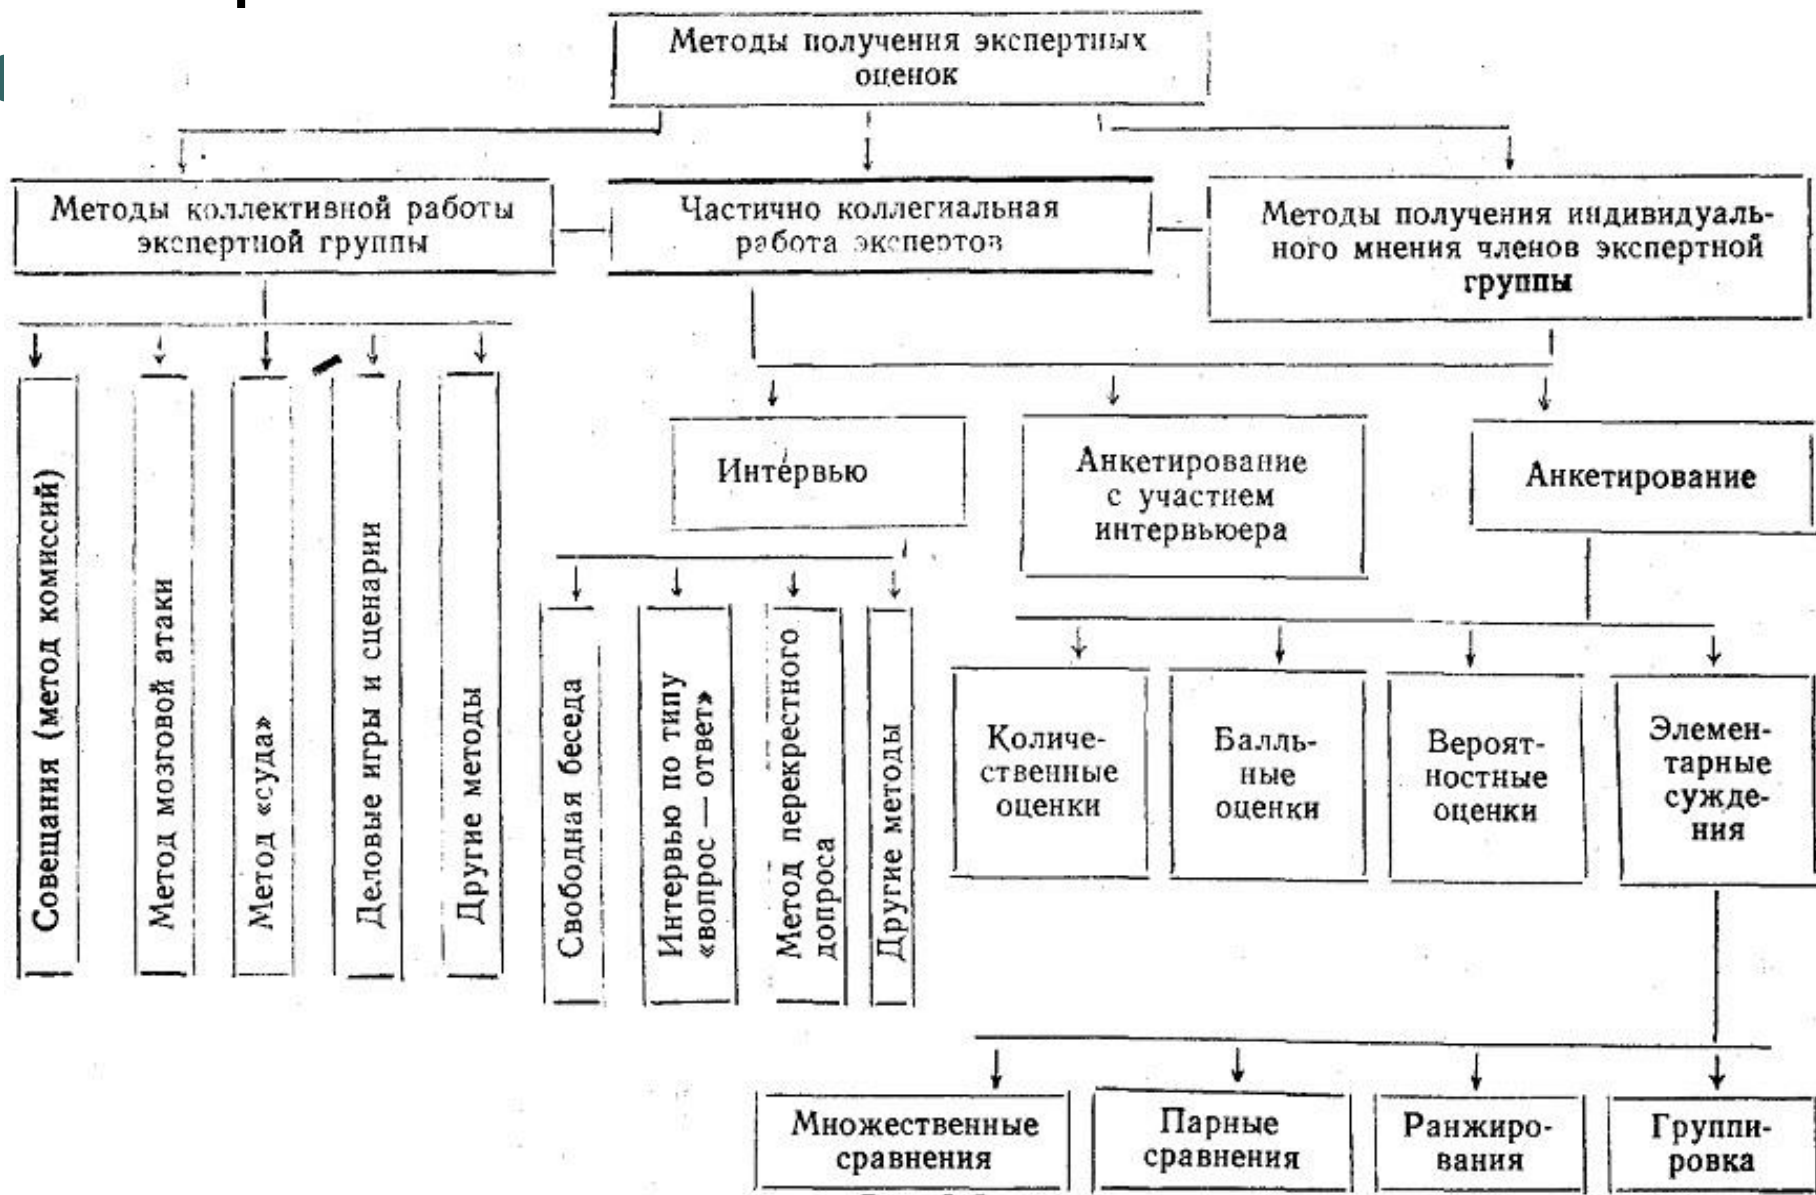 Методы получения экспертных
оценок
Методы коллективной работы
экспертной группы
Частично коллегиальная
работа экспертов
Методы получения индивидуаль-
ного мнения членов экспертной
группы
Совещания (метод комиссий)
Метод мозговой атаки
Метод «суда»
Деловые игры и сценарии
Другие методы
Интервью
Анкетирование
с участием
интервьюера
Анкетирование
Свободная беседа
Интервью по типу
«вопрос — ответ»
Метод перекрестного
допроса
Другие методы
Количе-
ственные
оценки
Балль-
ные
оценки
Вероят-
ностные
оценки
Элемен-
тарные
сужде-
ния
Множественные
сравнения
Парные
сравнения
Ранжиро-
вания
Группи-
ровка